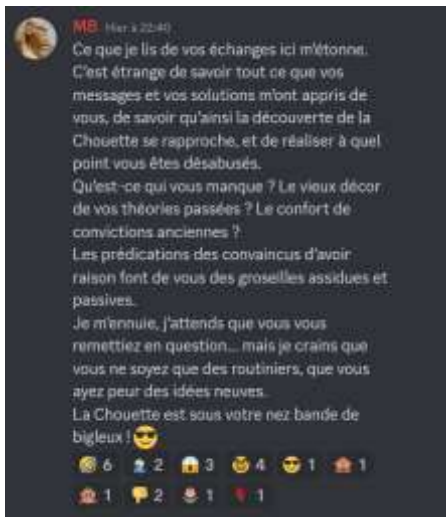 MB Hier à 22:40
Ce que je lis de vos échanges ici m'étonne.
C'est étrange de savoir tout ce que vos
messages et vos solutions m'ont appris de
vous, de savoir qu'ainsi la découverte de la
Chouette se rapproche, et de réaliser à quel
point vous êtes désabusés.
Qu'est-ce qui vous manque ? Le vieux décor
de vos théories passées ? Le confort de
convictions anciennes ?
Les prédications des convaincus d'avoir
raison font de vous des groseilles assidues et
passives.
Je m'ennuie, j'attends que vous vous
remettiez en question... mais je crains que
vous ne soyez que des routiniers, que vous
ayez peur des idées neuves.
La Chouette est sous votre nez bande de
bigleux !
6 2 3 4 1 1
1 2 1 1